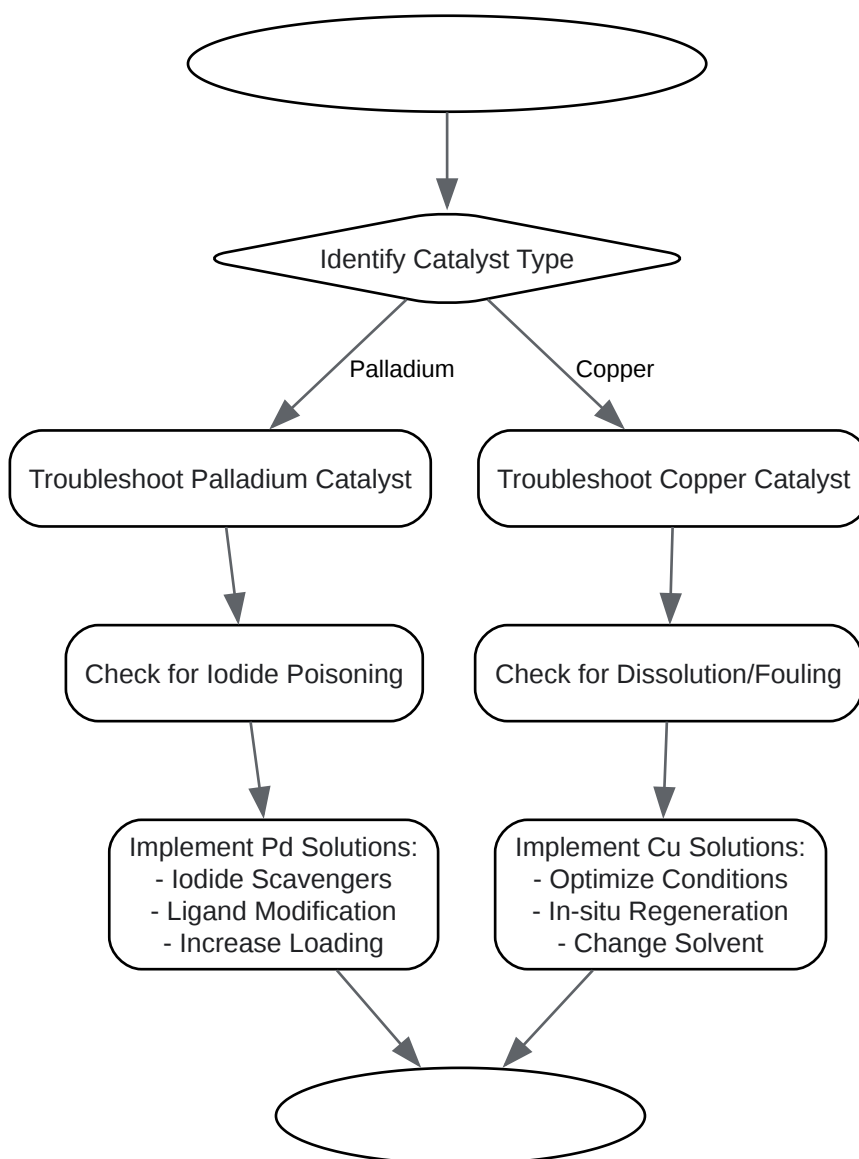 Identify Catalyst Type
Palladium
Copper
Troubleshoot Palladium Catalyst
Troubleshoot Copper Catalyst
Check for Iodide Poisoning
Check for Dissolution/Fouling
Implement Pd Solutions:
- Iodide Scavengers
- Ligand Modification
- Increase Loading
Implement Cu Solutions:
- Optimize Conditions
- In-situ Regeneration
- Change Solvent